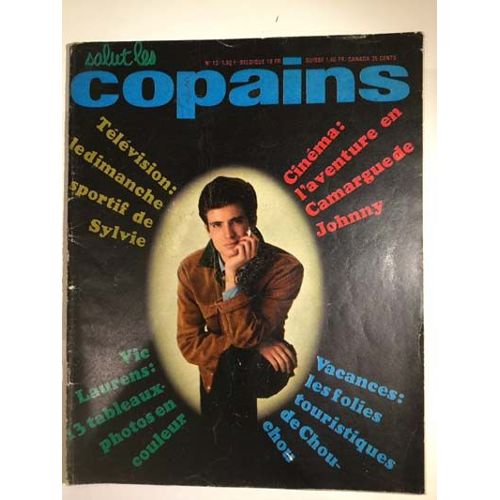 salut les
N° 13 · 1,50 F · BELGIQUE 18 FR · SUISSE 1,60 FR · CANADA 35 CENTS
copains
Télévision:
le dimanche
sportif de
Sylvie
Cinéma:
l'aventure en
Camargue de
Johnny
Vic
Laurens:
13 tableaux-
photos en
couleur
Vacances:
les folies
touristiques
de Chou-
chou